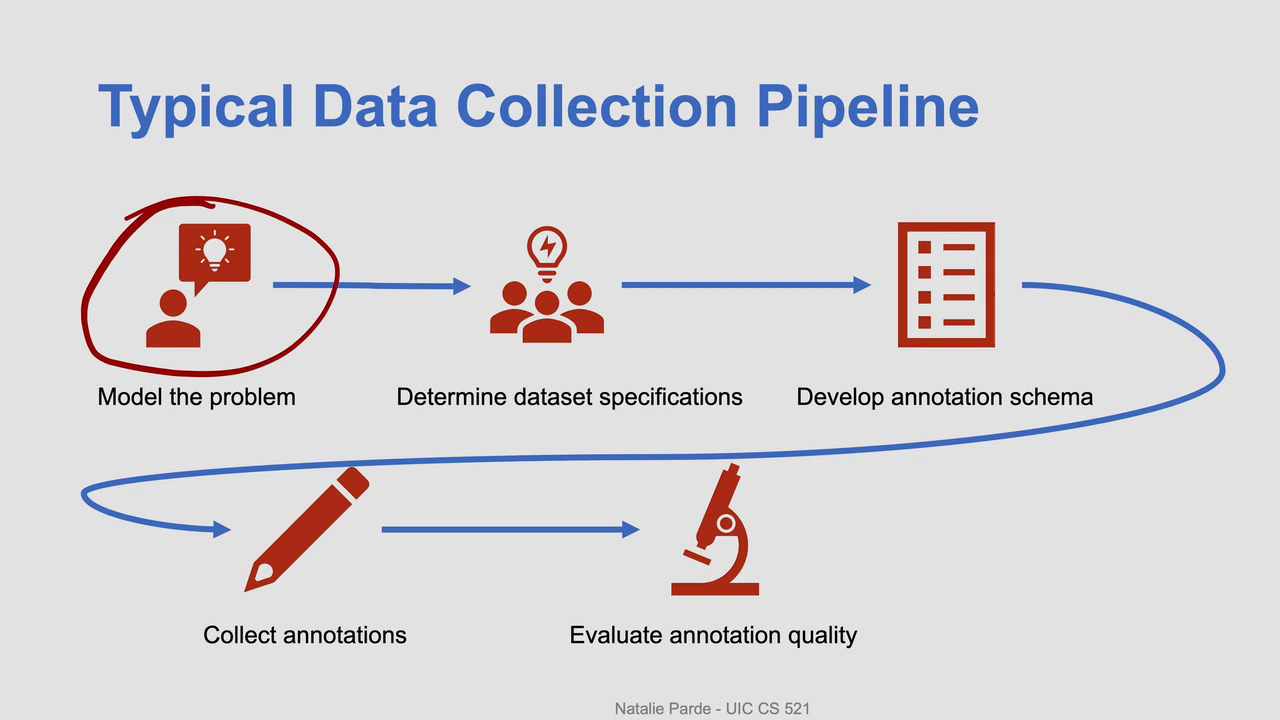 Typical Data Collection Pipeline
Model the problem
Determine dataset specifications
Develop annotation schema
Collect annotations
Evaluate annotation quality
Natalie Parde - UIC CS 521